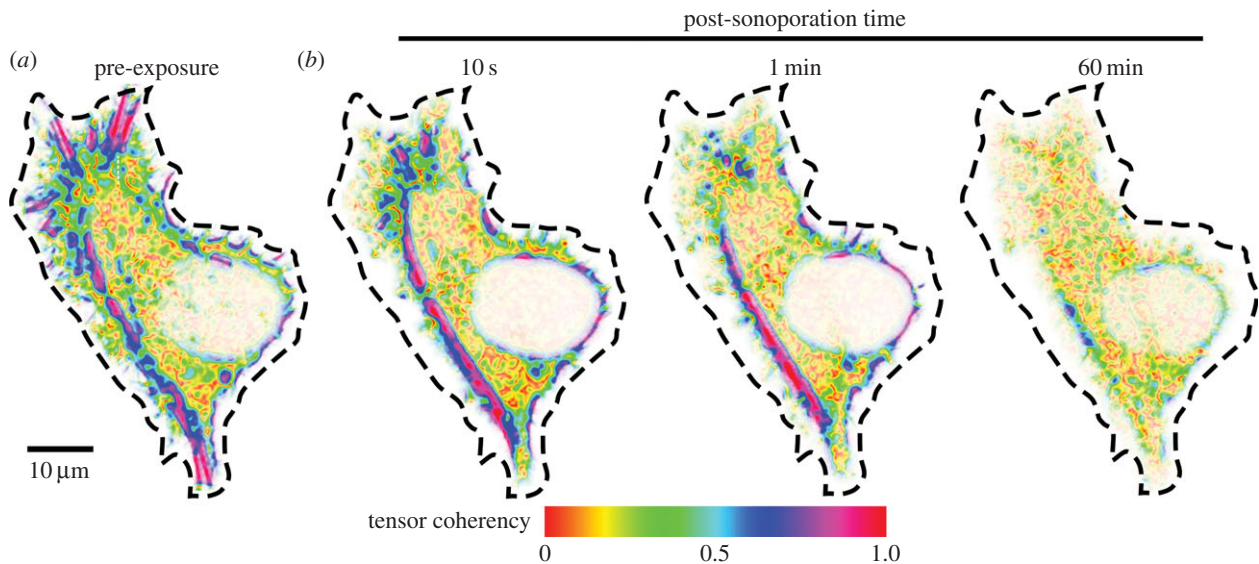 post-sonoporation time
(a) pre-exposure (b) 10 s 1 min 60 min
10 µm
tensor coherency
0 0.5 1.0